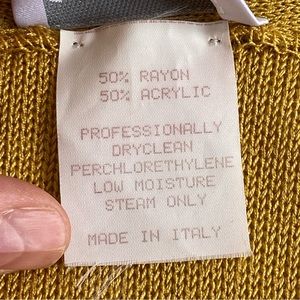 50% RAYON
50% ACRYLIC
PROFESSIONALLY
DRYCLEAN
PERCHLORETHYLENE
LOW MOISTURE
STEAM ONLY
MADE IN ITALY